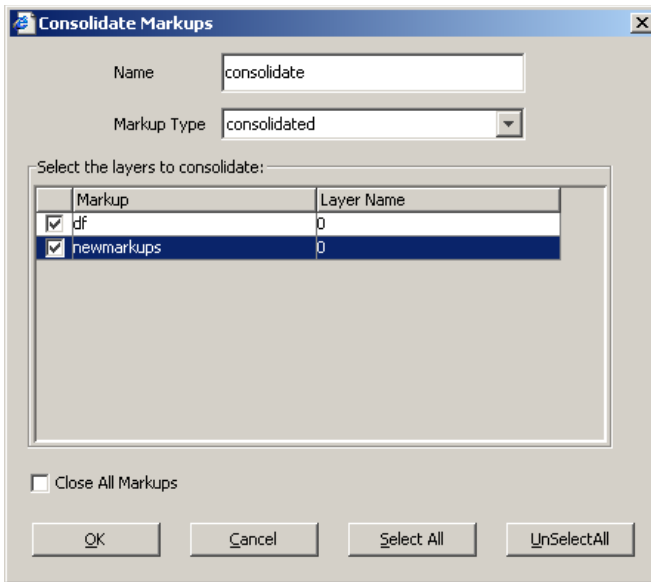 Consolidate Markups
Name consolidate
Markup Type consolidated
Select the layers to consolidate:
Markup Layer Name
df 0
newmarkups 0
Close All Markups
OK Cancel Select All UnSelectAll